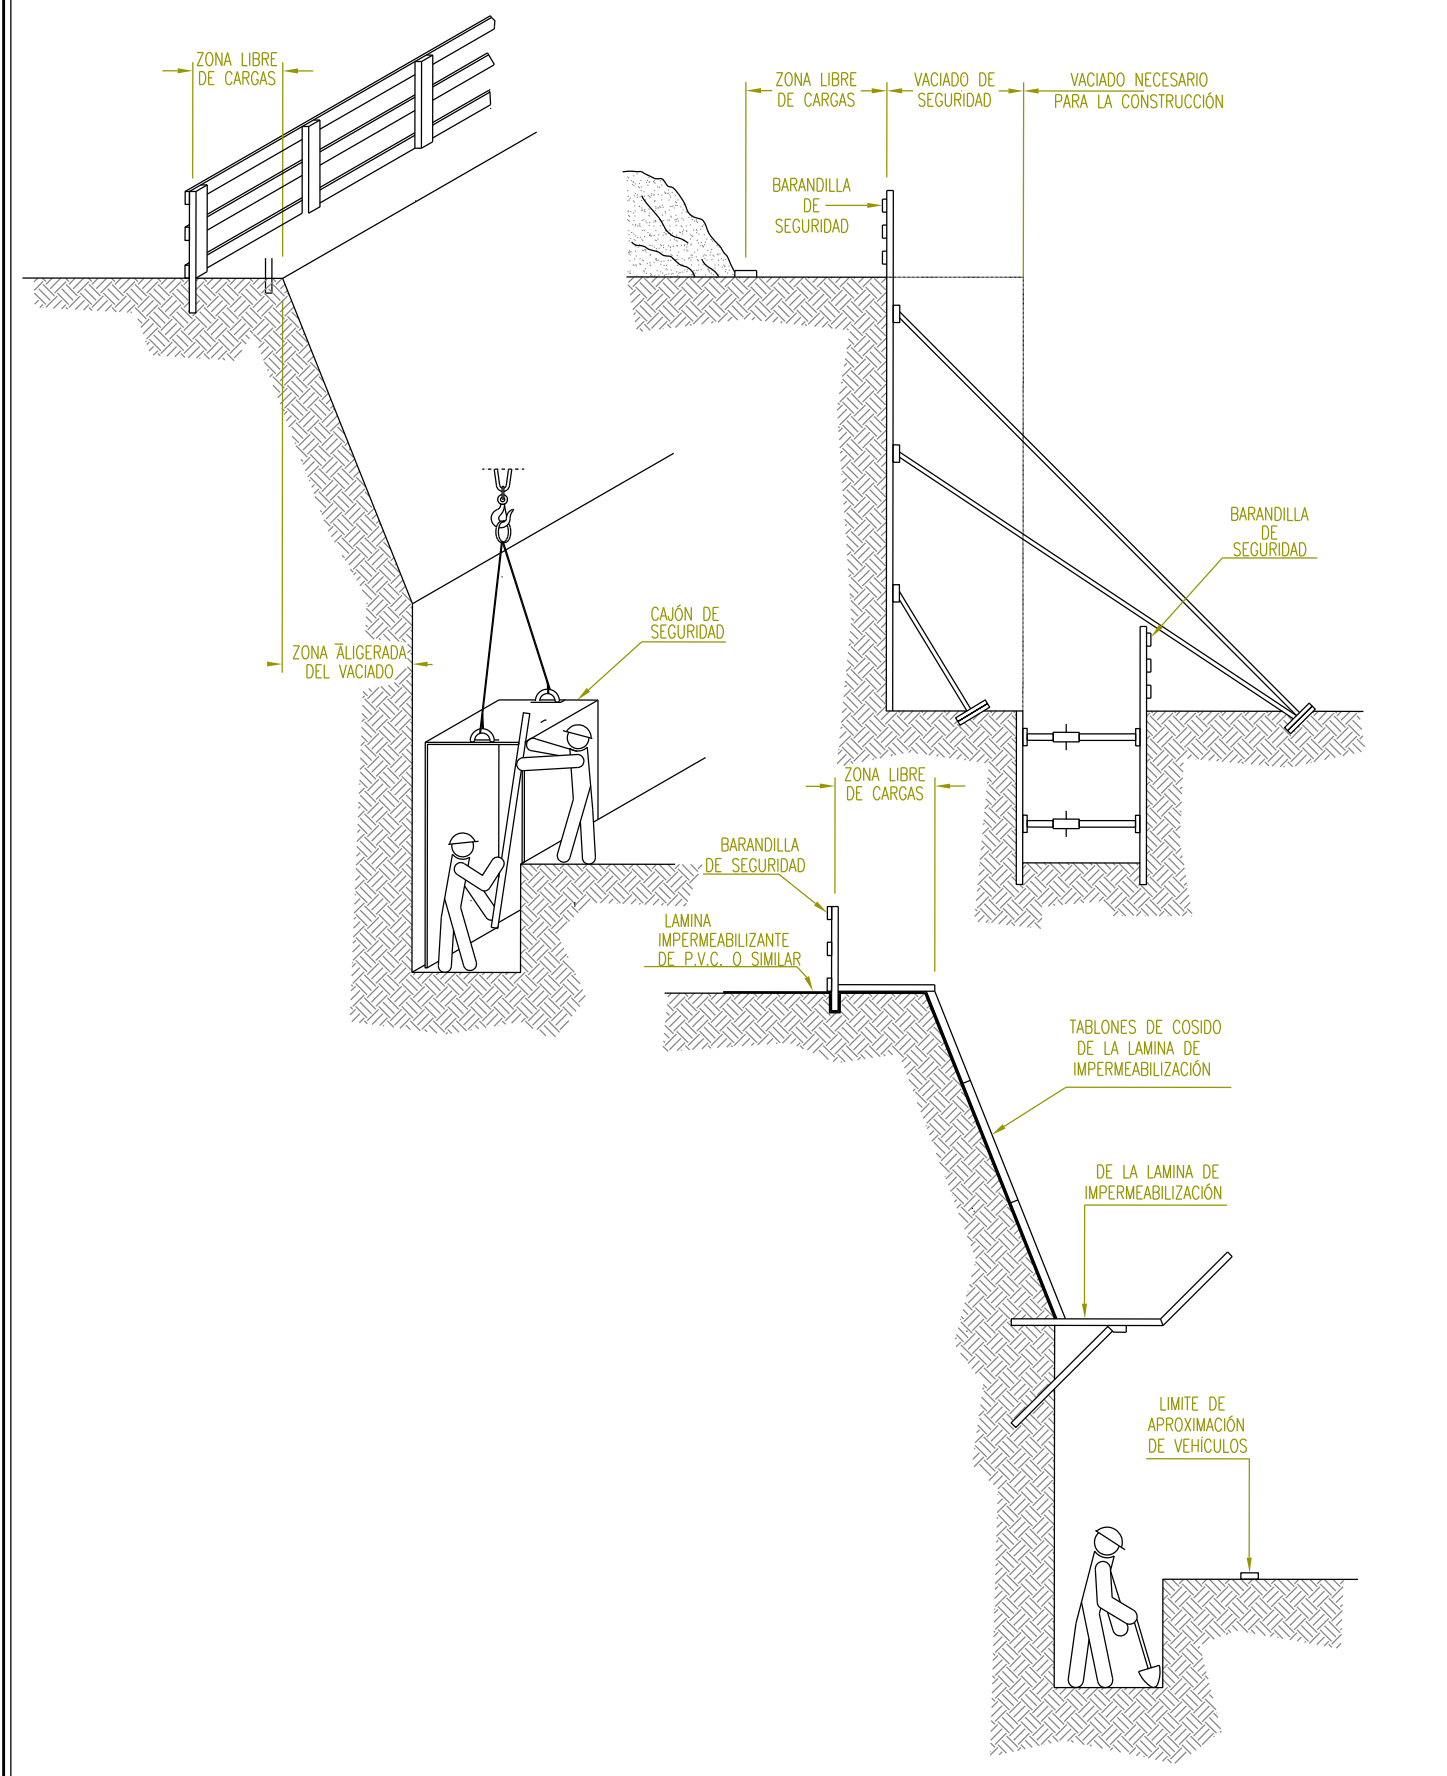 ZONA LIBRE
DE CARGAS
ZONA LIBRE
DE CARGAS
VACIADO DE
SEGURIDAD
VACIADO NECESARIO
PARA LA CONSTRUCCIÓN
BARANDILLA
DE
SEGURIDAD
BARANDILLA
DE
SEGURIDAD
CAJÓN DE
SEGURIDAD
ZONA ALIGERADA
DEL VACIADO
ZONA LIBRE
DE CARGAS
BARANDILLA
DE SEGURIDAD
LAMINA
IMPERMEABILIZANTE
DE P.V.C. O SIMILAR
TABLONES DE COSIDO
DE LA LAMINA DE
IMPERMEABILIZACIÓN
DE LA LAMINA DE
IMPERMEABILIZACIÓN
LIMITE DE
APROXIMACIÓN
DE VEHÍCULOS